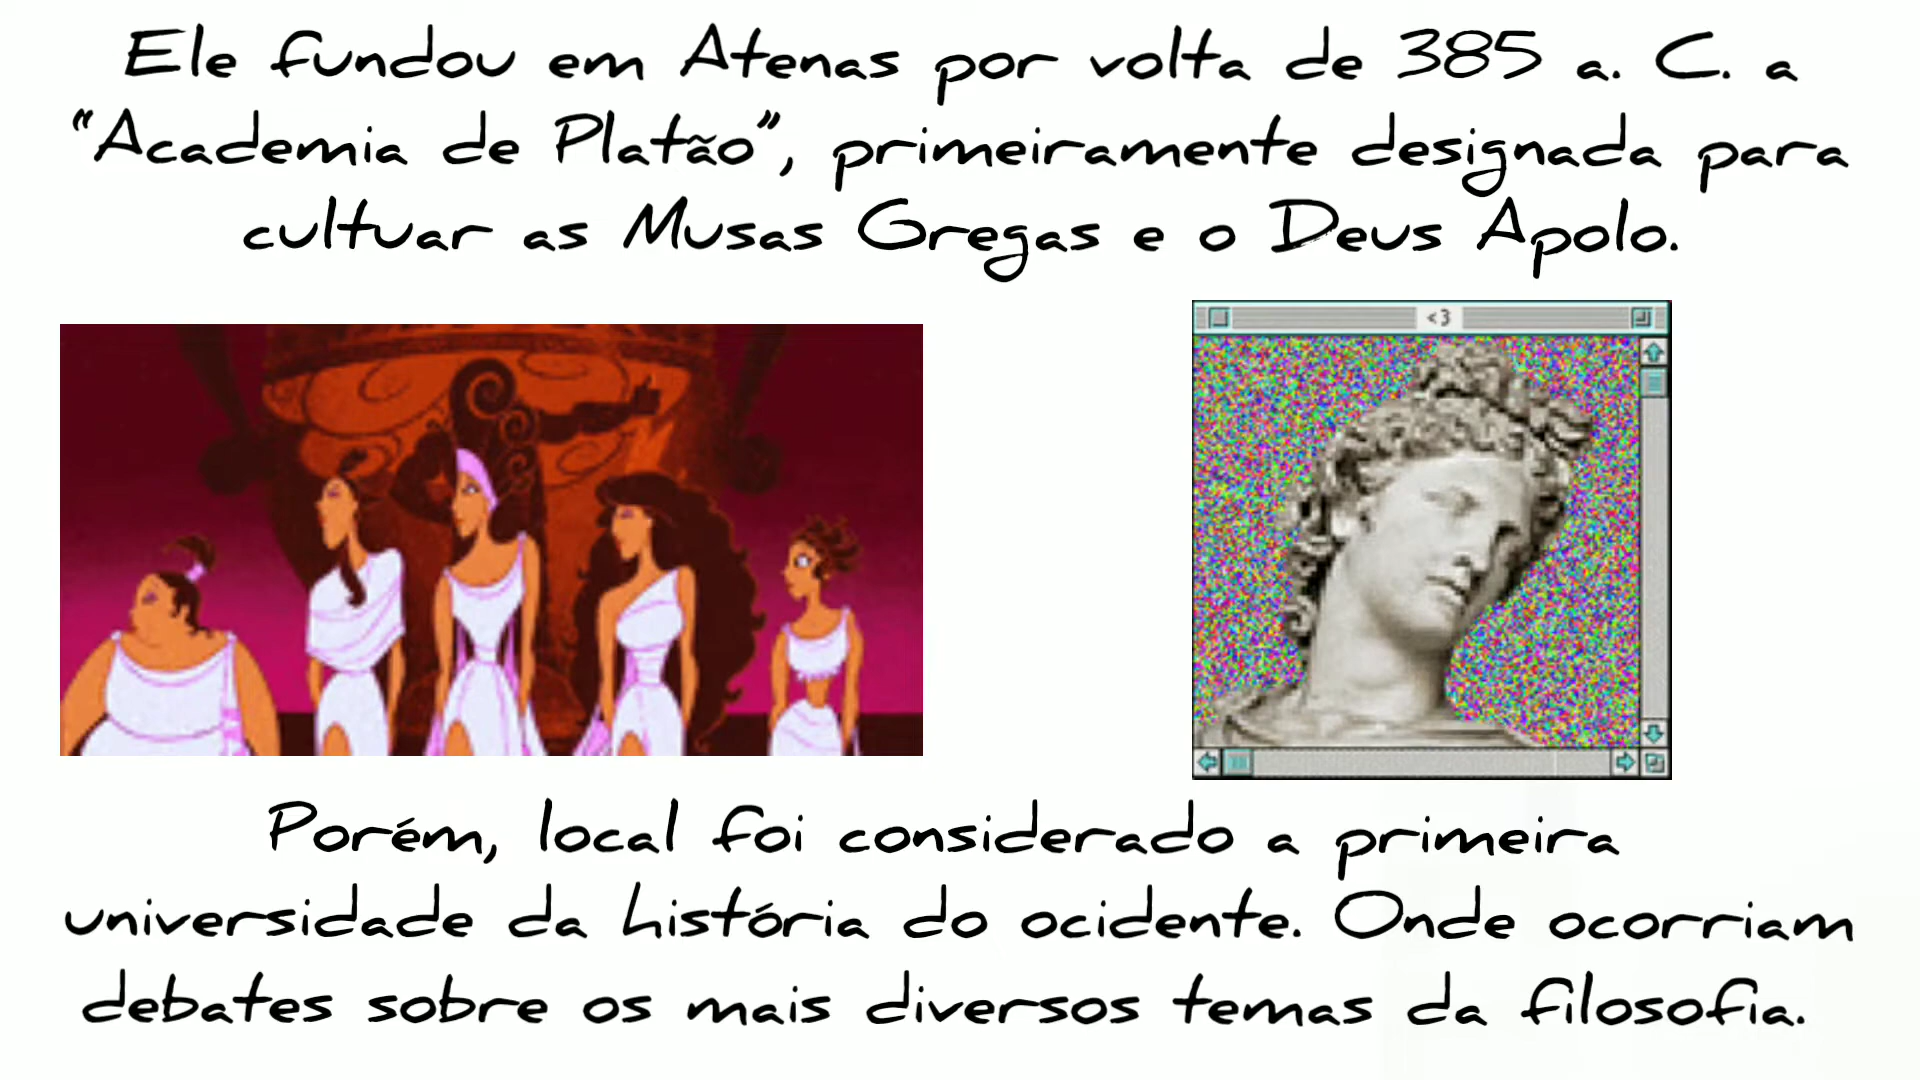 Ele fundou em Atenas por volta de 385 a. C. a
“Academia de Platão”, primeiramente designada para
cultuar as Musas Gregas e o Deus Apolo.
<3
Porém, local foi considerado a primeira
universidade da história do ocidente. Onde ocorriam
debates sobre os mais diversos temas da filosofia.